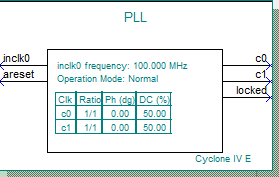 PLL
inclk0
areset
inclk0 frequency: 100.000 MHz
Operation Mode: Normal
Clk Ratio Ph (dg) DC (%)
c0 1/1 0.00 50.00
c1 1/1 0.00 50.00
c0
c1
locked
Cyclone IV E